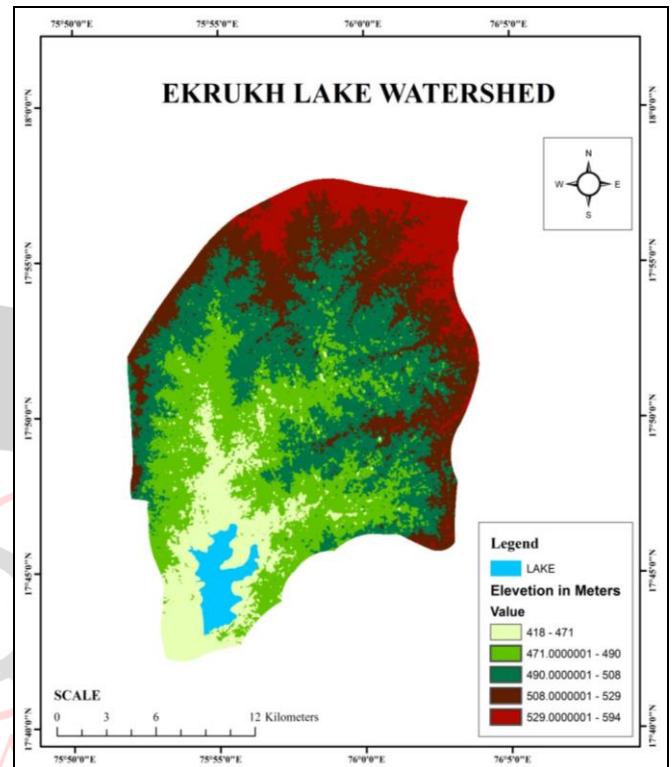 75°50'0"E 75°55'0"E 76°0'0"E 76°5'0"E
EKRUKH LAKE WATERSHED
18°0'0"N 18°0'0"N
N
W E
S
17°55'0"N 17°55'0"N
17°50'0"N 17°50'0"N
17°45'0"N 17°45'0"N
17°40'0"N 17°40'0"N
Legend
LAKE
Elevetion in Meters
Value
418 - 471
471.0000001 - 490
490.0000001 - 508
508.0000001 - 529
529.0000001 - 594
SCALE
0 3 6 12 Kilometers
75°50'0"E 75°55'0"E 76°0'0"E 76°5'0"E